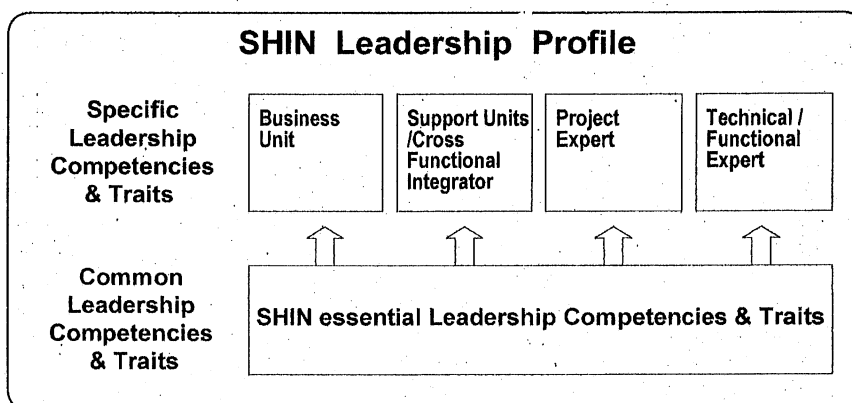 SHIN Leadership Profile
Specific
Leadership
Competencies
& Traits
Business
Unit
Support Units
/Cross
Functional
Integrator
Project
Expert
Technical /
Functional
Expert
Common
Leadership
Competencies
& Traits
SHIN essential Leadership Competencies & Traits